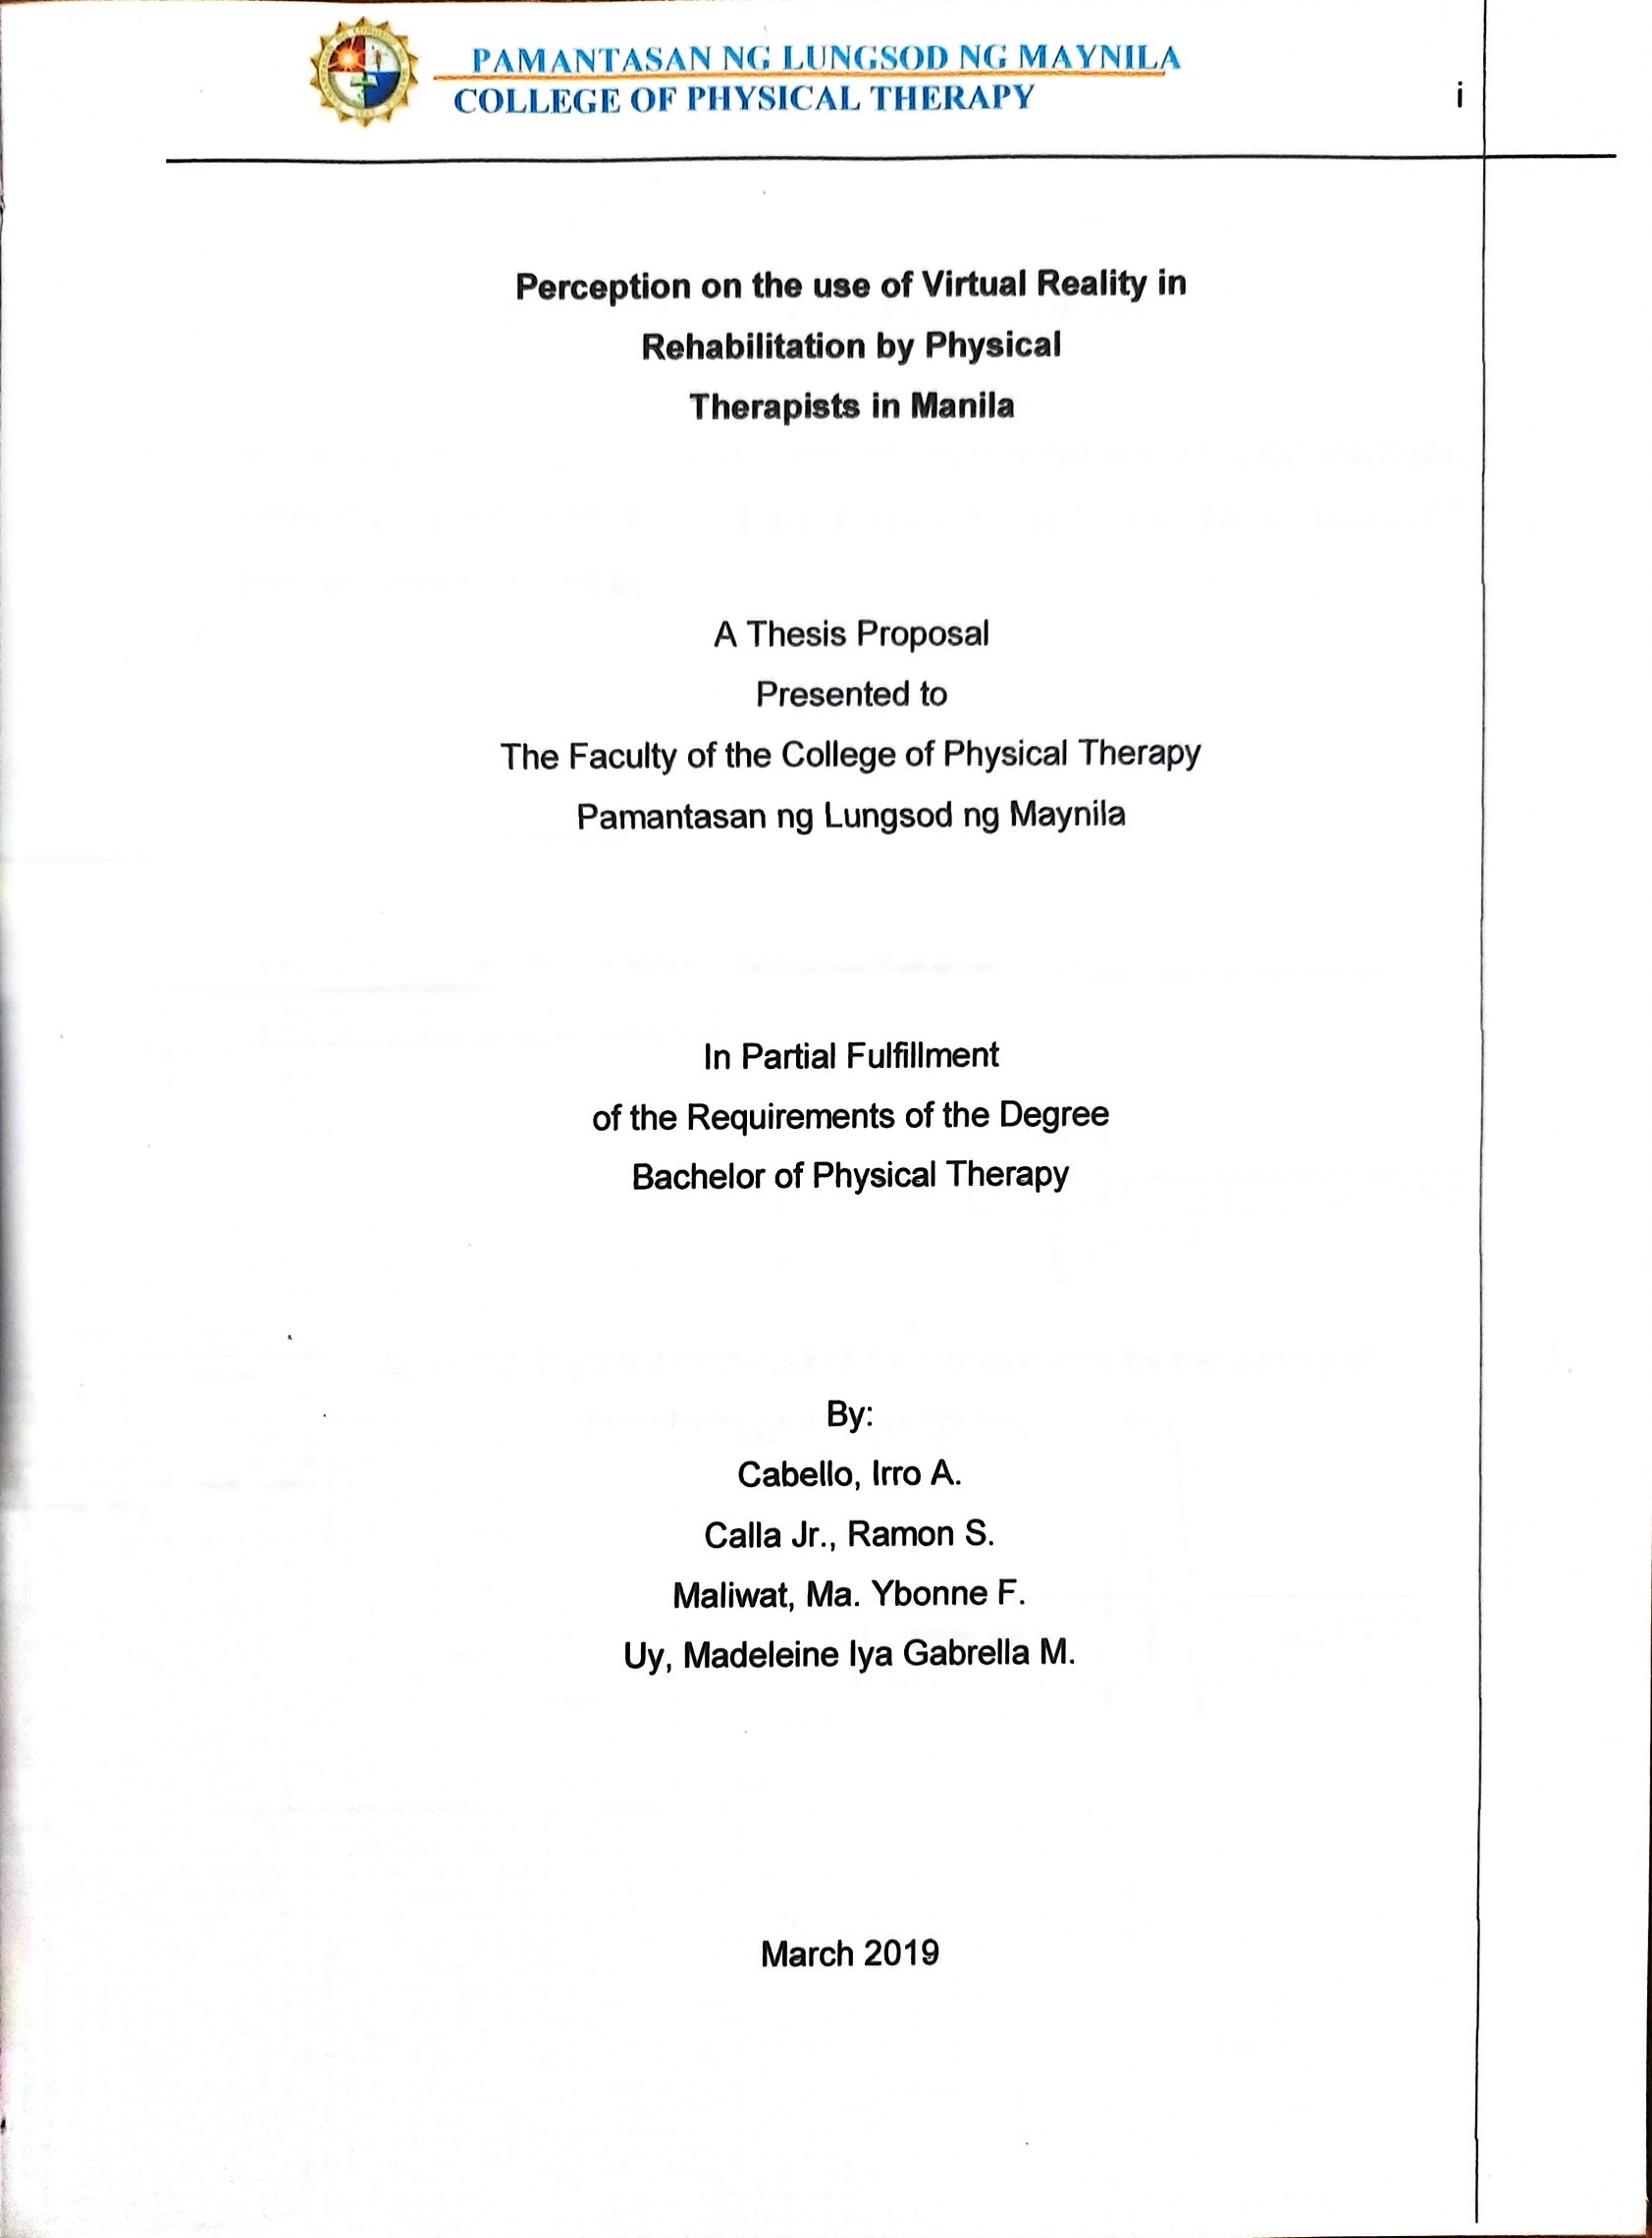 PAMANTASAN NG LUNGSOD NG MAYNILA
COLLEGE OF PHYSICAL THERAPY
i
Perception on the use of Virtual Reality in
Rehabilitation by Physical
Therapists in Manila
A Thesis Proposal
Presented to
The Faculty of the College of Physical Therapy
Pamantasan ng Lungsod ng Maynila
In Partial Fulfillment
of the Requirements of the Degree
Bachelor of Physical Therapy
By:
Cabello, Irro A.
Calla Jr., Ramon S.
Maliwat, Ma. Ybonne F.
Uy, Madeleine Iya Gabrella M.
March 2019